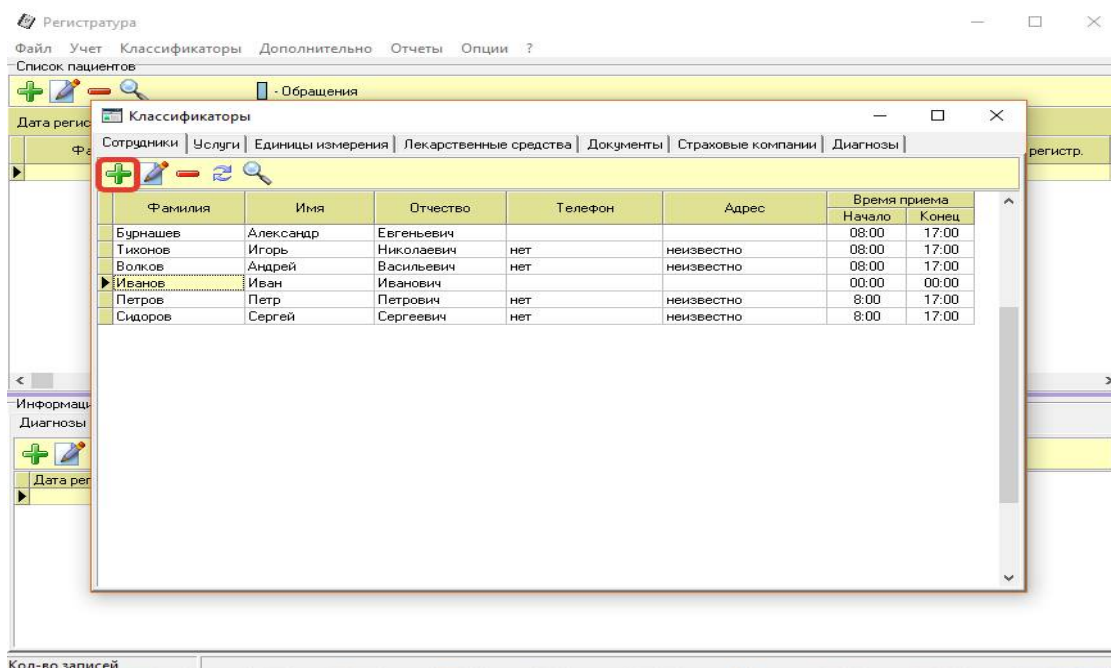 Регистратура
Файл Учет Классификаторы Дополнительно Отчеты Опции ?
Список пациентов
- Обращения
Дата регис
Фа
регистр.
Классификаторы
Сотрудники Услуги Единицы измерения Лекарственные средства Документы Страховые компании Диагнозы
Фамилия Имя Отчество Телефон Адрес Время приема
Начало Конец
Бурнашев Александр Евгеньевич 08:00 17:00
Тихонов Игорь Николаевич нет неизвестно 08:00 17:00
Волков Андрей Васильевич нет неизвестно 08:00 17:00
Иванов Иван Иванович 00:00 00:00
Петров Петр Петрович нет неизвестно 8:00 17:00
Сидоров Сергей Сергеевич нет неизвестно 8:00 17:00
Информаци
Диагнозы
Дата рег
Кол-во записей